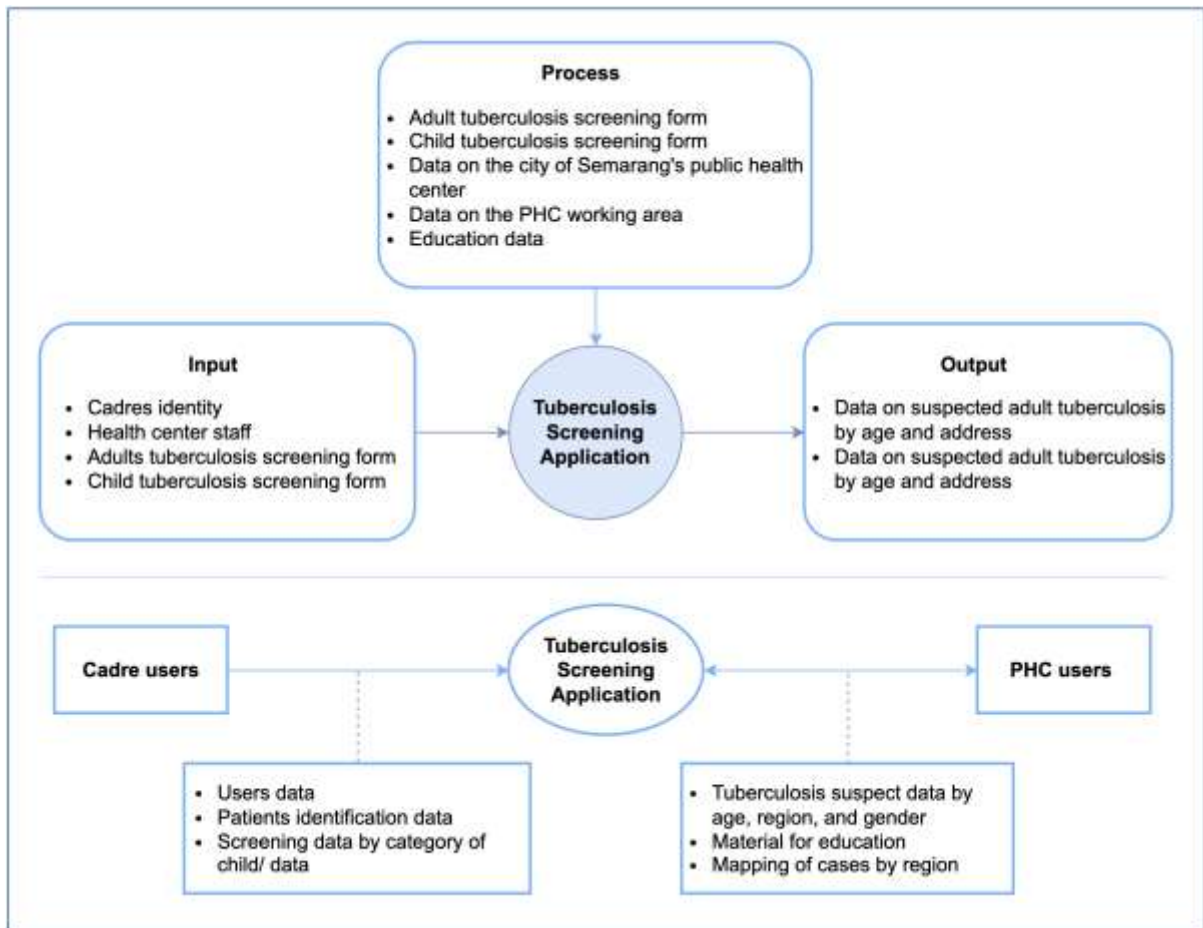 Process
• Adult tuberculosis screening form
• Child tuberculosis screening form
• Data on the city of Semarang's public health
center
• Data on the PHC working area
• Education data
Input
• Cadres identity
• Health center staff
• Adults tuberculosis screening form
• Child tuberculosis screening form
Tuberculosis
Screening
Application
Output
• Data on suspected adult tuberculosis
by age and address
• Data on suspected adult tuberculosis
by age and address
Cadre users
Tuberculosis
Screening
Application
PHC users
• Users data
• Patients identification data
• Screening data by category of
child/ data
• Tuberculosis suspect data by
age, region, and gender
• Material for education
• Mapping of cases by region